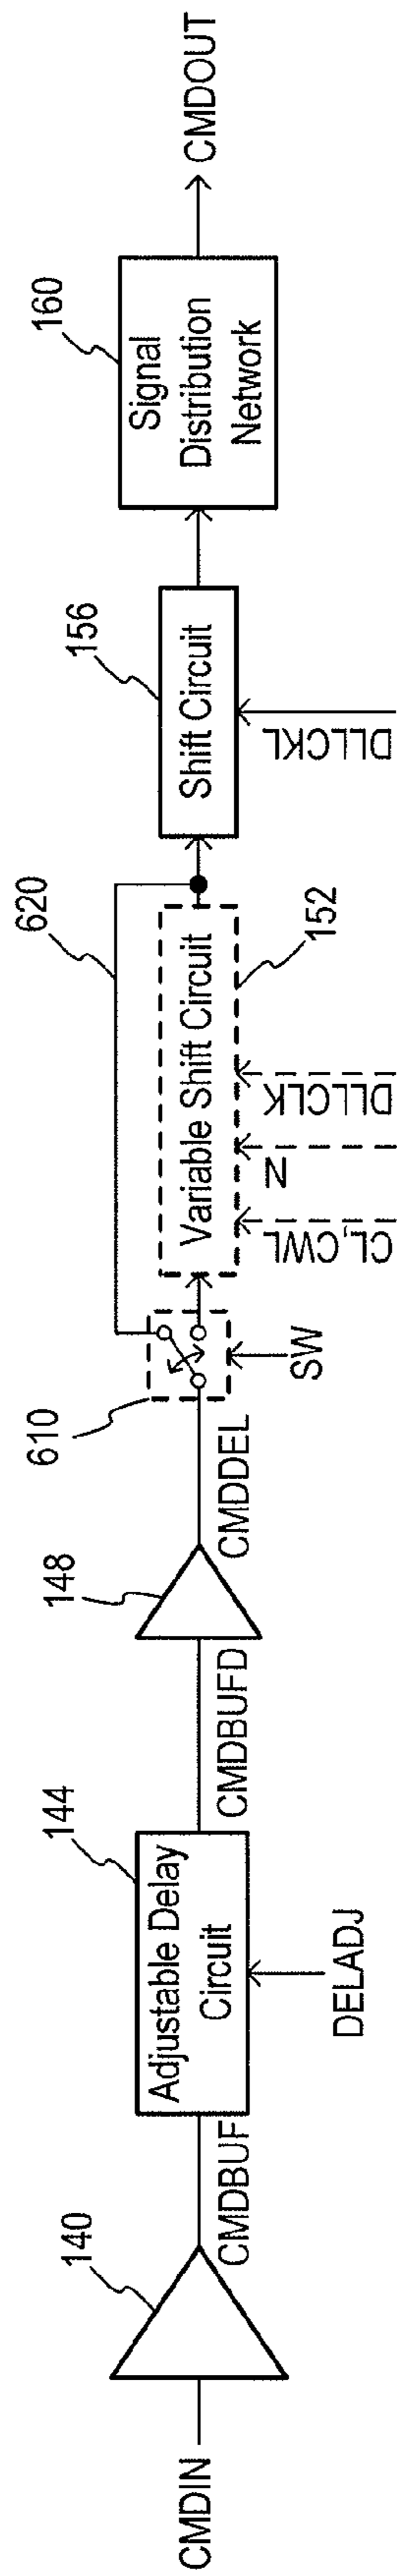 CMDIN
140
CMDBUF
144
Adjustable Delay
Circuit
DELADJ
CMDBUFD
148
CMDDEL
610
SW
620
Variable Shift Circuit
152
CL,CWL
N
DLLCLK
156
Shift Circuit
DLLCKL
160
Signal
Distribution
Network
CMDOUT